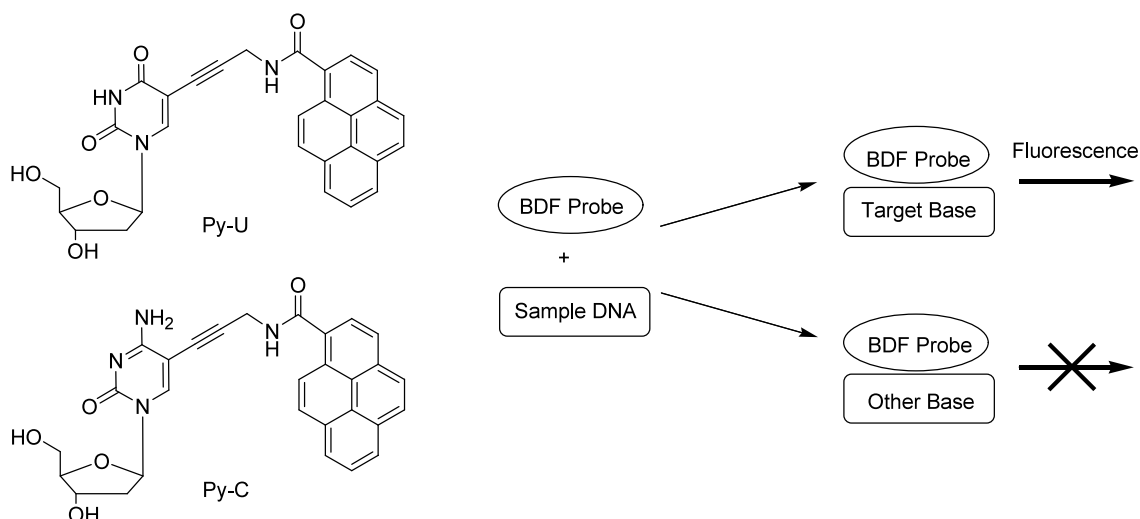 O
O
N
H
O
HN
O
N
HO
O
OH
Py-U
NH2
O
N
H
N
O
N
HO
O
OH
Py-C
BDF Probe
+
Sample DNA
BDF Probe
Target Base
Fluorescence
BDF Probe
Other Base